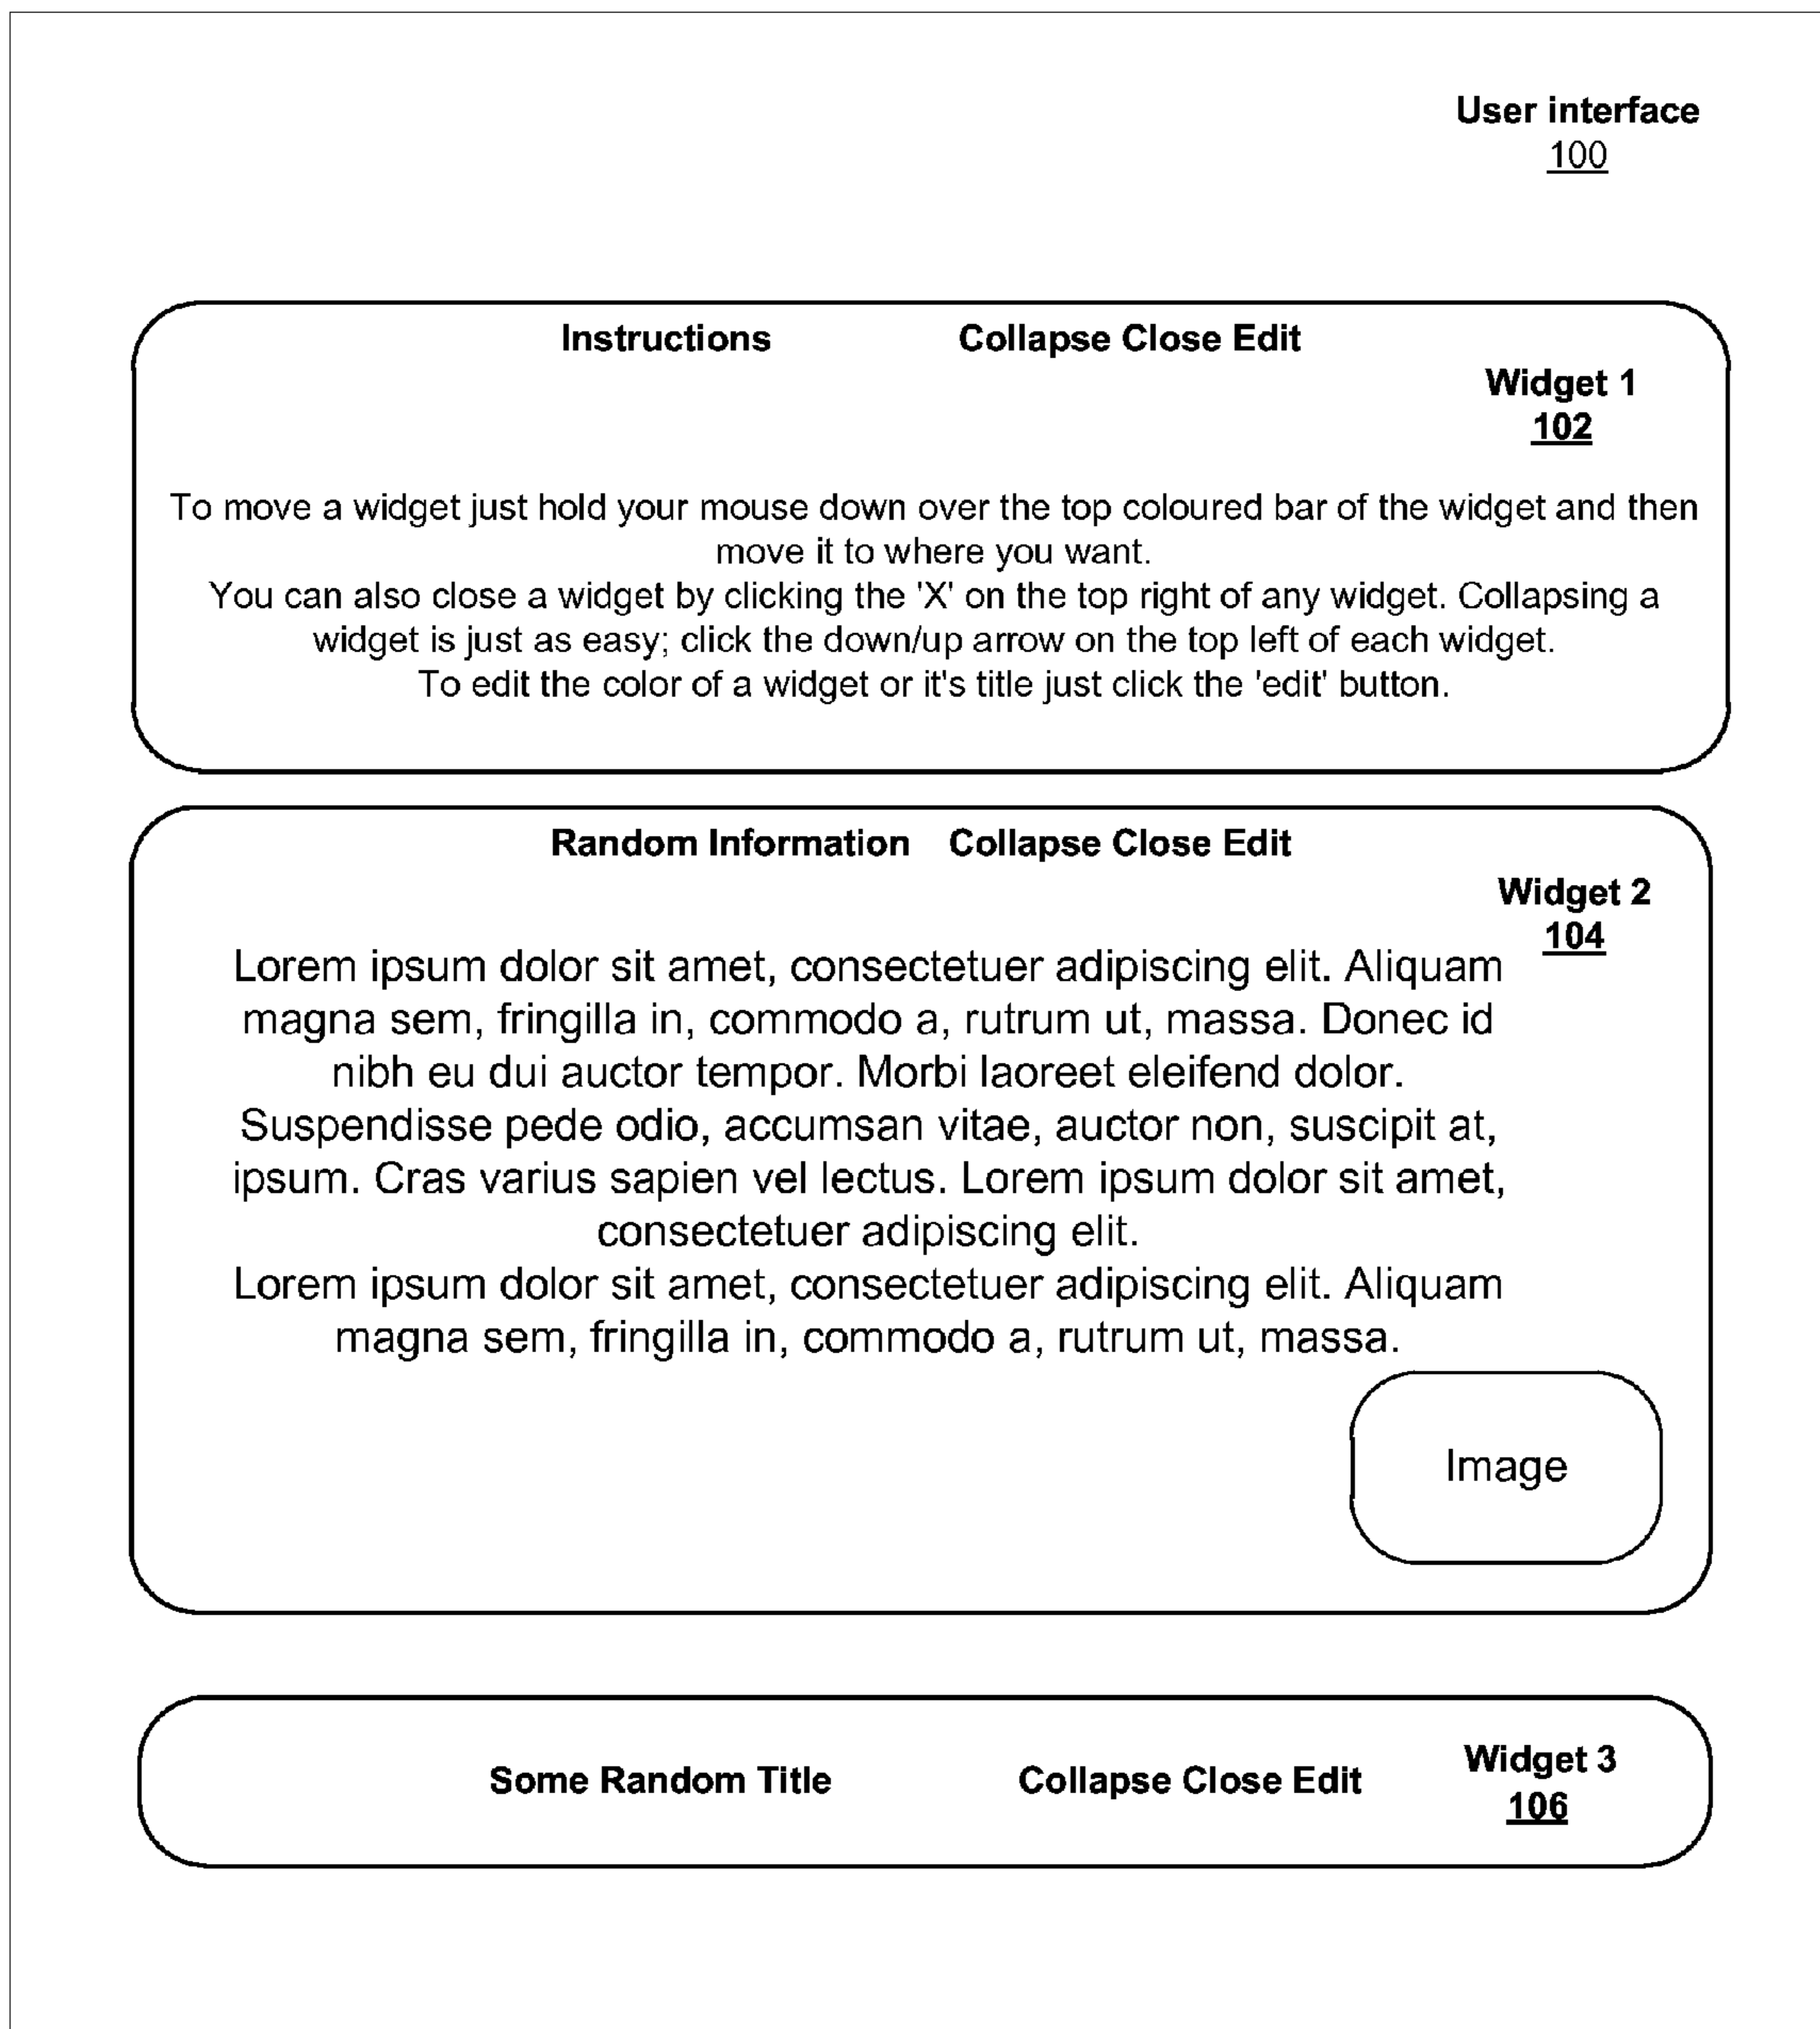 User interface
100
Instructions Collapse Close Edit
Widget 1
102
To move a widget just hold your mouse down over the top coloured bar of the widget and then
move it to where you want.
You can also close a widget by clicking the 'X' on the top right of any widget. Collapsing a
widget is just as easy; click the down/up arrow on the top left of each widget.
To edit the color of a widget or it's title just click the 'edit' button.
Random Information Collapse Close Edit
Widget 2
104
Lorem ipsum dolor sit amet, consectetuer adipiscing elit. Aliquam
magna sem, fringilla in, commodo a, rutrum ut, massa. Donec id
nibh eu dui auctor tempor. Morbi laoreet eleifend dolor.
Suspendisse pede odio, accumsan vitae, auctor non, suscipit at,
ipsum. Cras varius sapien vel lectus. Lorem ipsum dolor sit amet,
consectetuer adipiscing elit.
Lorem ipsum dolor sit amet, consectetuer adipiscing elit. Aliquam
magna sem, fringilla in, commodo a, rutrum ut, massa.
Image
Some Random Title Collapse Close Edit
Widget 3
106